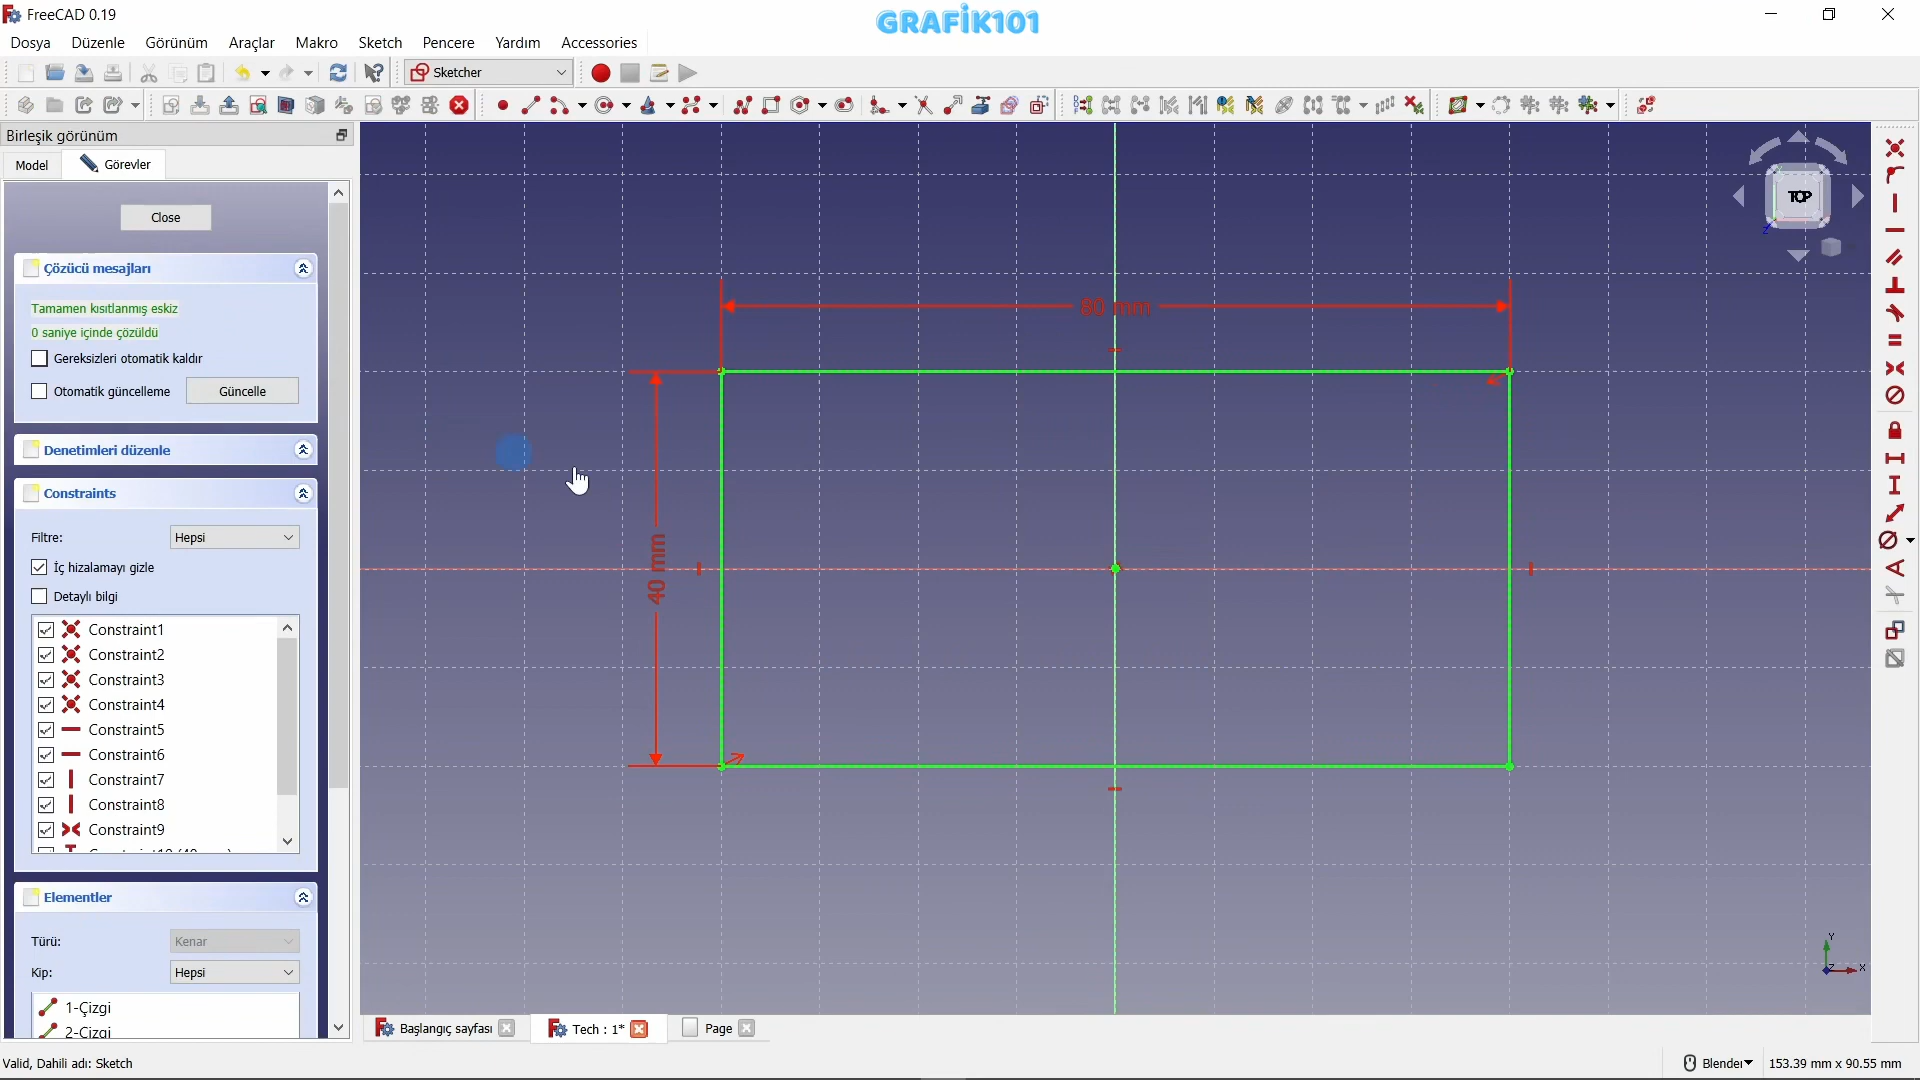 FreeCAD 0.19
GRAFİK101
Dosya Düzenle Görünüm Araçlar Makro Sketch Pencere Yardım Accessories
Sketcher
Birleşik görünüm
Model Görevler
Close
Çözücü mesajları
Tamamen kısıtlanmış eskiz
0 saniye içinde çözüldü
Gereksizleri otomatik kaldır
Otomatik güncelleme Güncelle
Denetimleri düzenle
Constraints
Filtre: Hepsi
İç hizalamayı gizle
Detaylı bilgi
Constraint1
Constraint2
Constraint3
Constraint4
Constraint5
Constraint6
Constraint7
Constraint8
Constraint9
Elementler
Türü: Kenar
Kip: Hepsi
1-Çizgi
2-Çizgi
80 mm
40 mm
TOP
Z
Y
Z X
Başlangıç sayfası Tech : 1* Page
Valid, Dahili adı: Sketch
Blender 153.39 mm x 90.55 mm